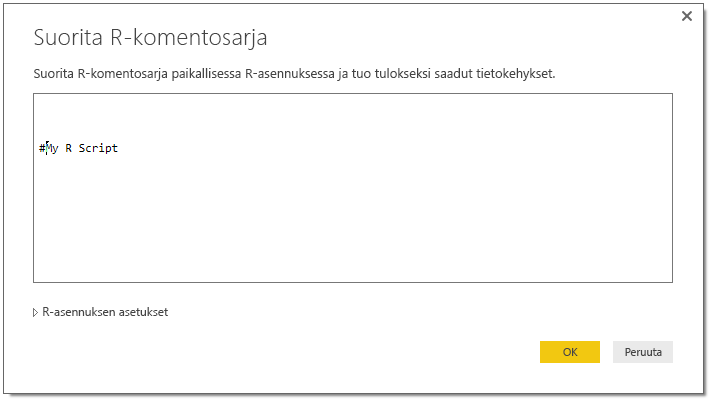 Suorita R-komentosarja
Suorita R-komentosarja paikallisessa R-asennuksessa ja tuo tulokseksi saadut tietokehykset.
#My R Script
R-asennuksen asetukset
OK
Peruuta